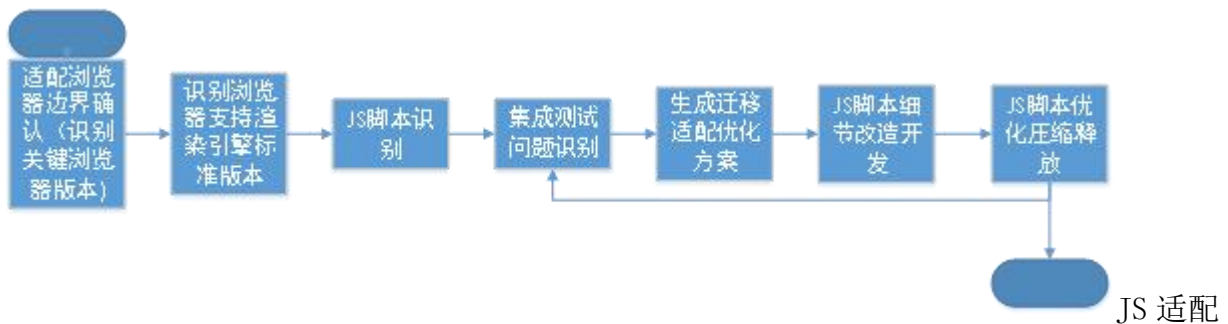 适配浏览
器边界确
认（识别
关键浏览
器版本）
识别浏览
器支持渲
染引擎标
准版本
JS脚本识
别
集成测试
问题识别
生成迁移
适配优化
方案
JS脚本细
节改造开
发
JS脚本优
化压缩释
放
JS 适配